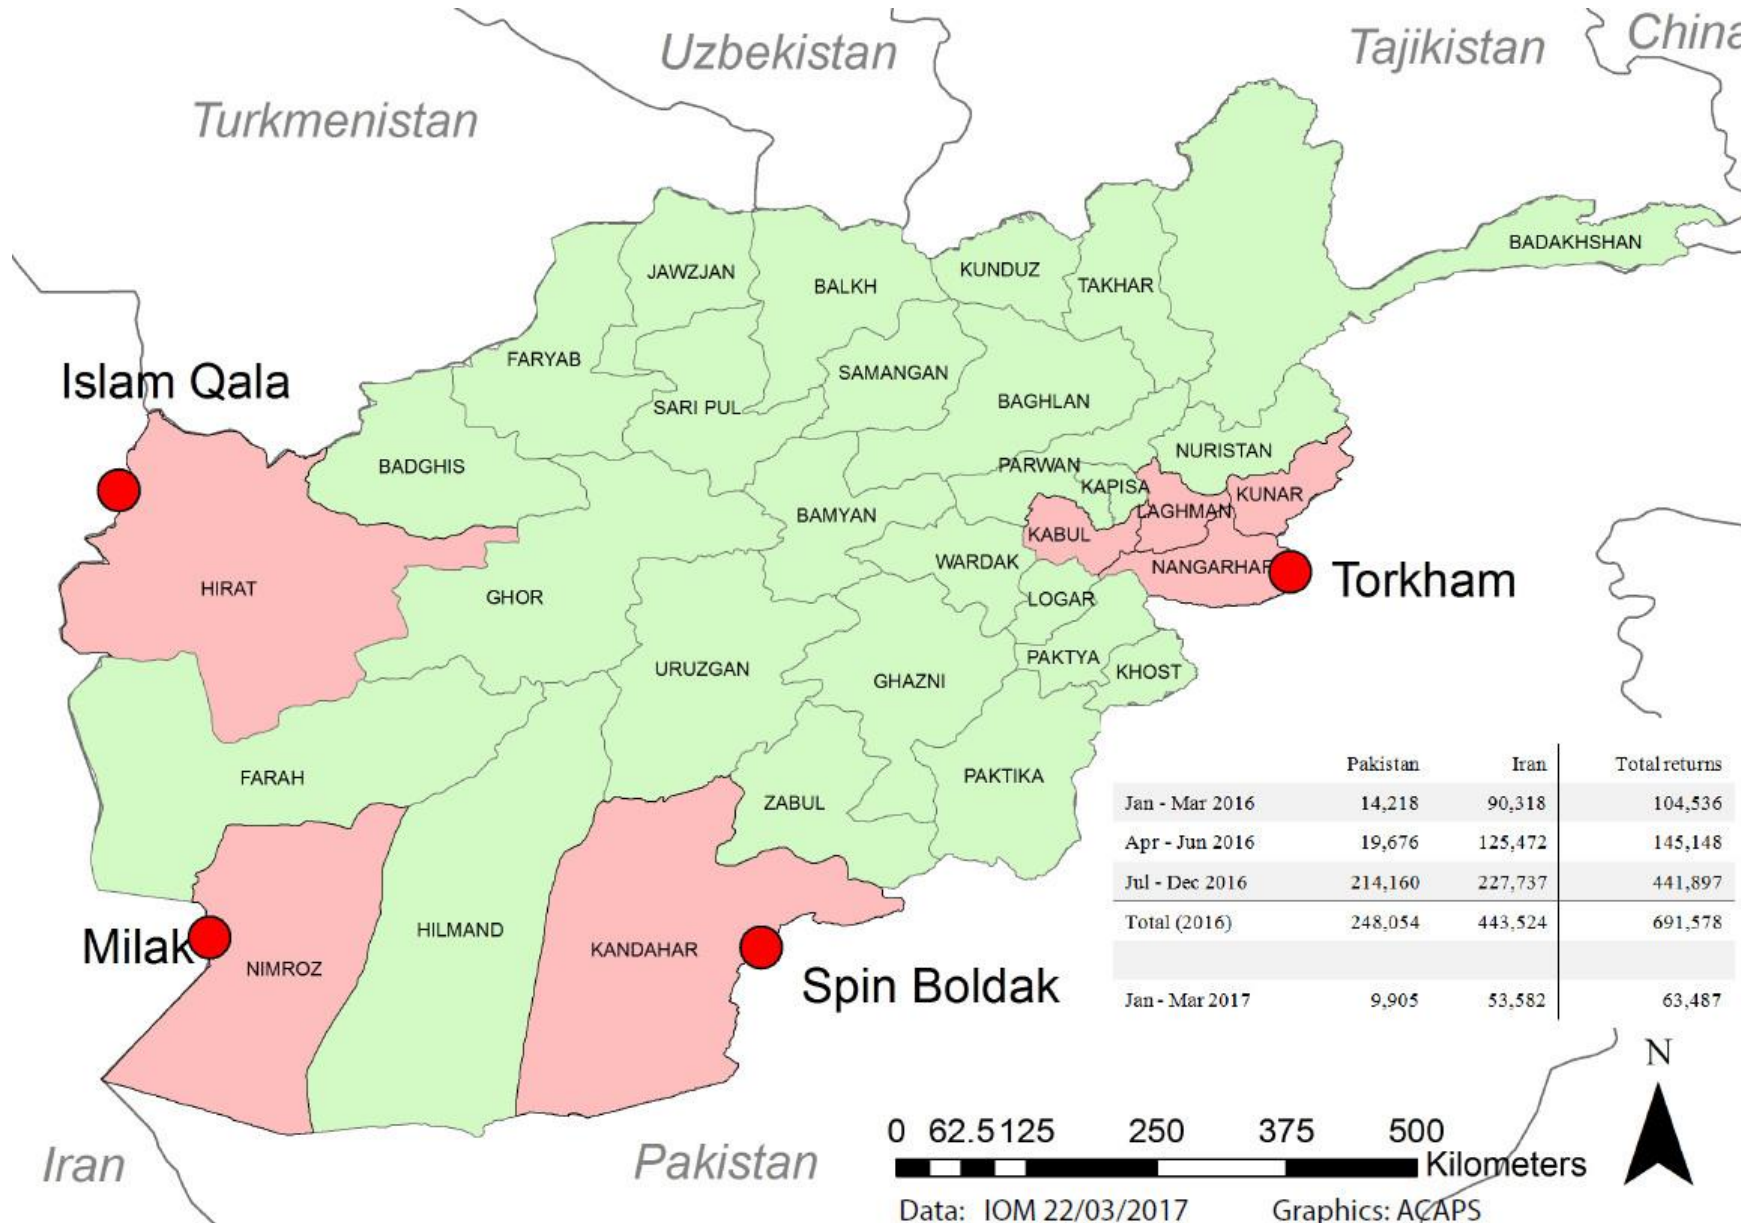 Uzbekistan
Tajikistan
China
Turkmenistan
BADAKHSHAN
JAWZJAN
BALKH
KUNDUZ
TAKHAR
Islam Qala
FARYAB
SAMANGAN
SARI PUL
BAGHLAN
BADGHIS
NURISTAN
PARWAN
KAPISA
KUNAR
LAGHMAN
BAMYAN
KABUL
WARDAK
NANGARHAR
Torkham
HIRAT
GHOR
LOGAR
URUZGAN
PAKTYA
KHOST
GHAZNI
FARAH
PAKTIKA
ZABUL
Pakistan Iran Total returns
Jan - Mar 2016 14,218 90,318 104,536
Apr - Jun 2016 19,676 125,472 145,148
Jul - Dec 2016 214,160 227,737 441,897
Total (2016) 248,054 443,524 691,578
Jan - Mar 2017 9,905 53,582 63,487
Milak
NIMROZ
HILMAND
KANDAHAR
Spin Boldak
N
Iran
Pakistan
0 62.5 125 250 375 500
Kilometers
Data: IOM 22/03/2017 Graphics: ACAPS